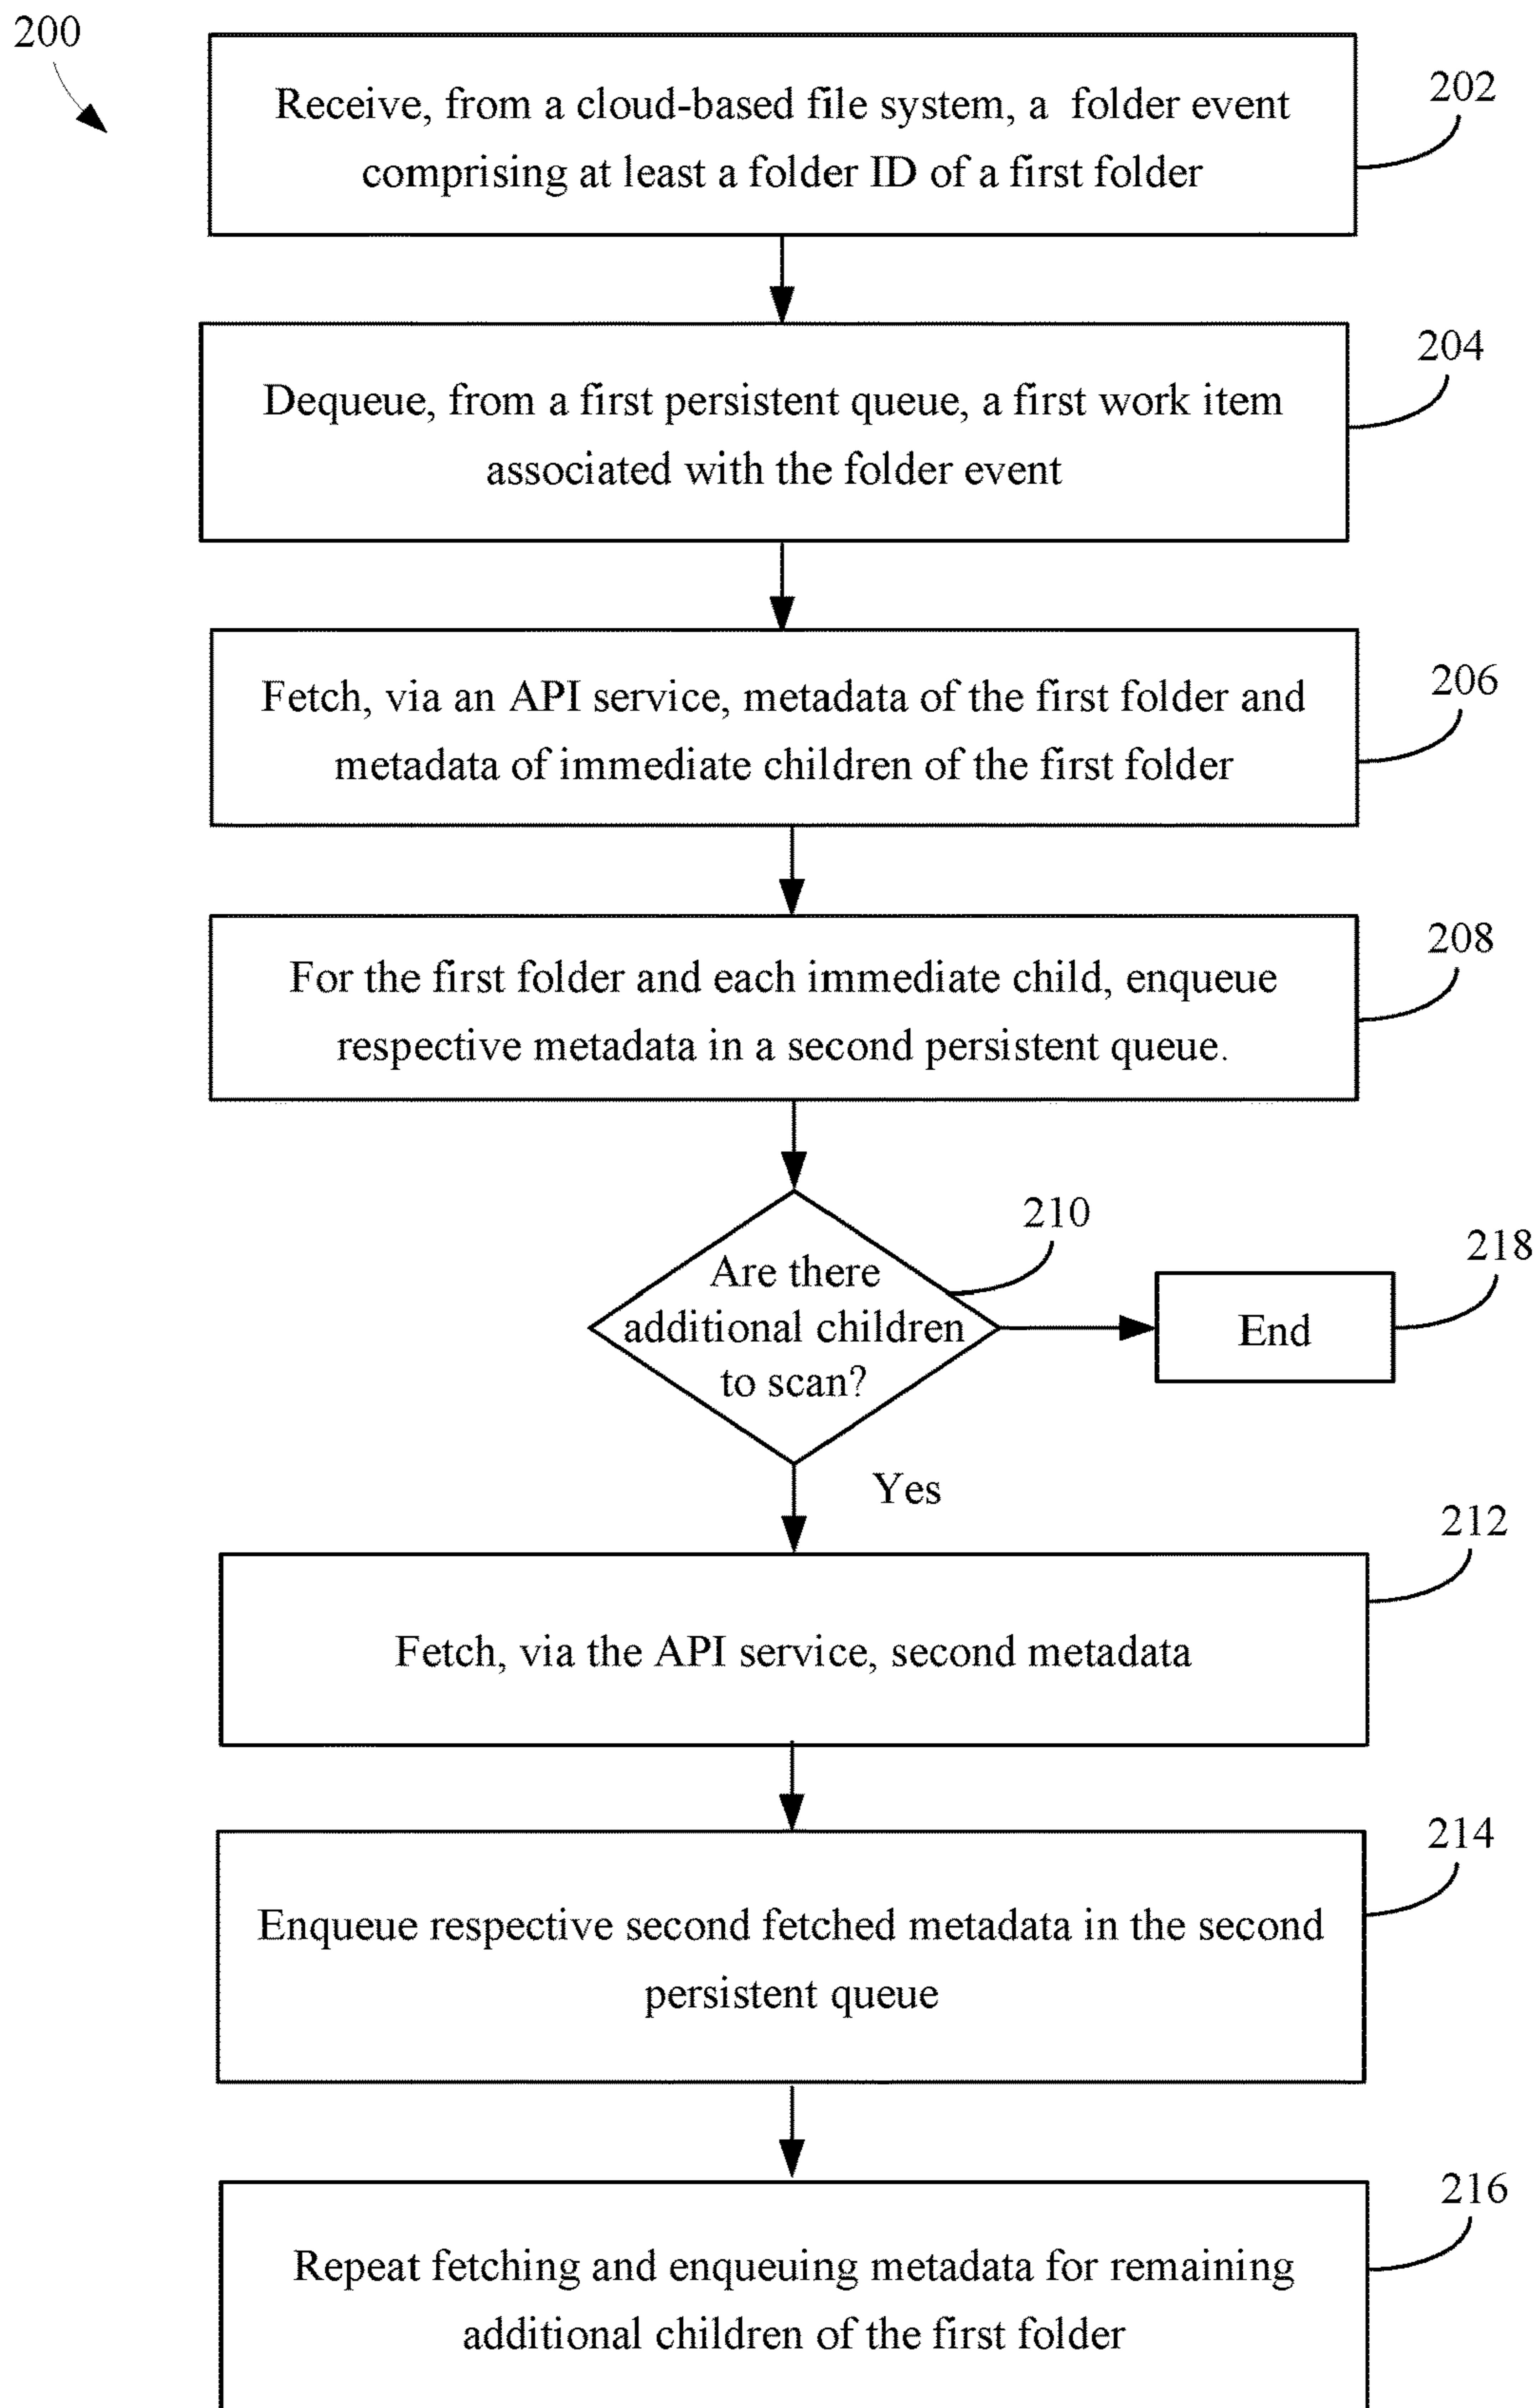 200
Receive, from a cloud-based file system, a folder event
comprising at least a folder ID of a first folder
202
Dequeue, from a first persistent queue, a first work item
associated with the folder event
204
Fetch, via an API service, metadata of the first folder and
metadata of immediate children of the first folder
206
For the first folder and each immediate child, enqueue
respective metadata in a second persistent queue.
208
Are there
additional children
to scan?
210
End
218
Yes
Fetch, via the API service, second metadata
212
Enqueue respective second fetched metadata in the second
persistent queue
214
Repeat fetching and enqueuing metadata for remaining
additional children of the first folder
216